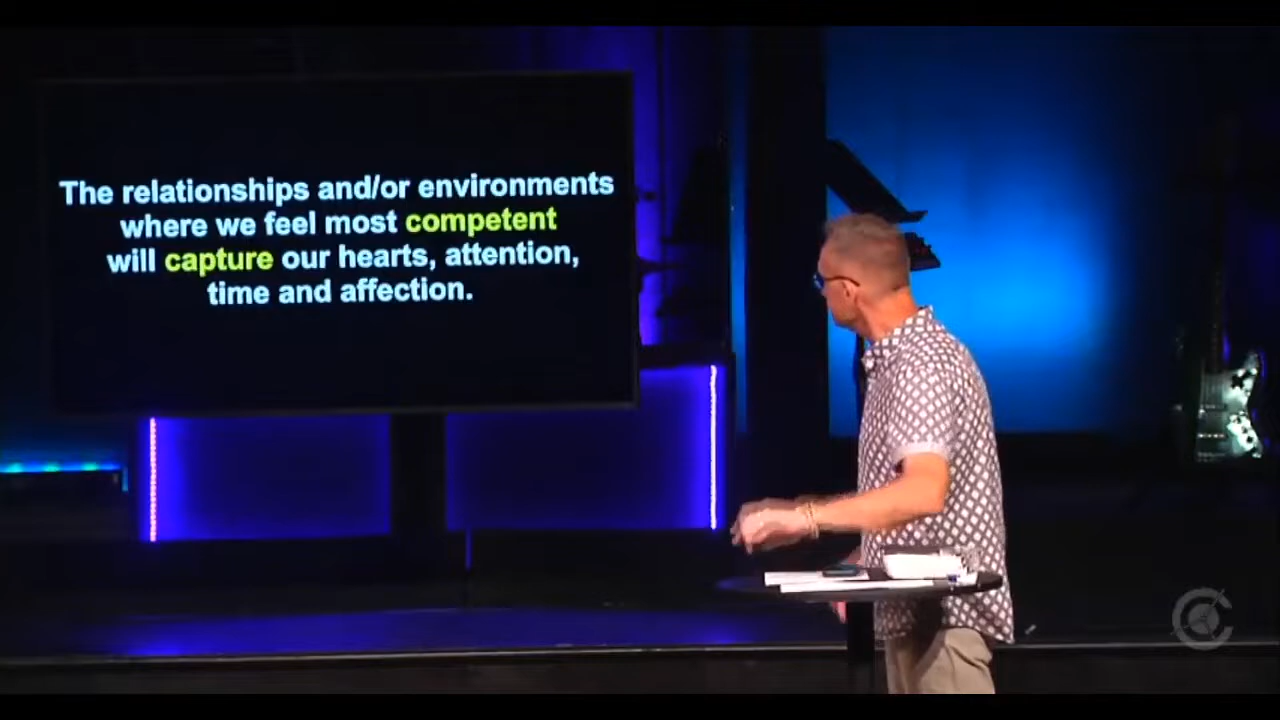 The relationships and/or environments
where we feel most competent
will capture our hearts, attention,
time and affection.